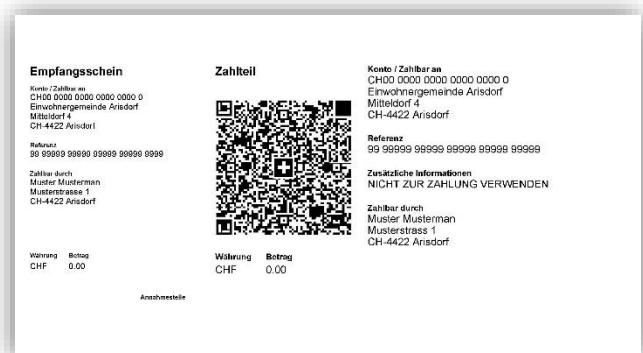 Empfangsschein
Konto / Zahlbar an
CH00 0000 0000 0000 0000 0
Einwohnergemeinde Arisdorf
Mitteldorf 4
CH-4422 Arisdorf
Referenz
99 99999 99999 99999 99999 9999
Zahlbar durch
Muster Musterman
Musterstrasse 1
CH-4422 Arisdorf
Währung Betrag
CHF 0.00
Annahmestelle
Zahlteil
Währung Betrag
CHF 0.00
Konto / Zahlbar an
CH00 0000 0000 0000 0000 0
Einwohnergemeinde Arisdorf
Mitteldorf 4
CH-4422 Arisdorf
Referenz
99 99999 99999 99999 99999 99999
Zusätzliche Informationen
NICHT ZUR ZAHLUNG VERWENDEN
Zahlbar durch
Muster Musterman
Musterstrass 1
CH-4422 Arisdorf